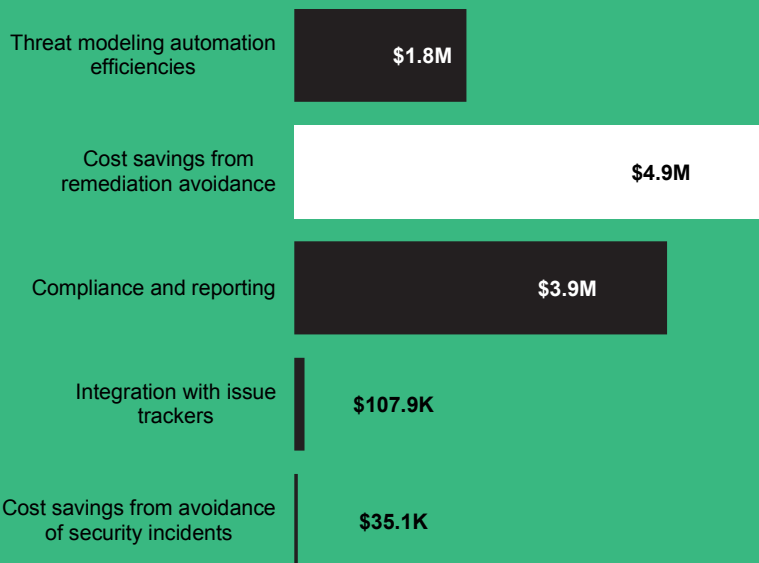 Threat modeling automation
efficiencies
$1.8M
Cost savings from
remediation avoidance
$4.9M
Compliance and reporting
$3.9M
Integration with issue
trackers
$107.9K
Cost savings from avoidance
of security incidents
$35.1K